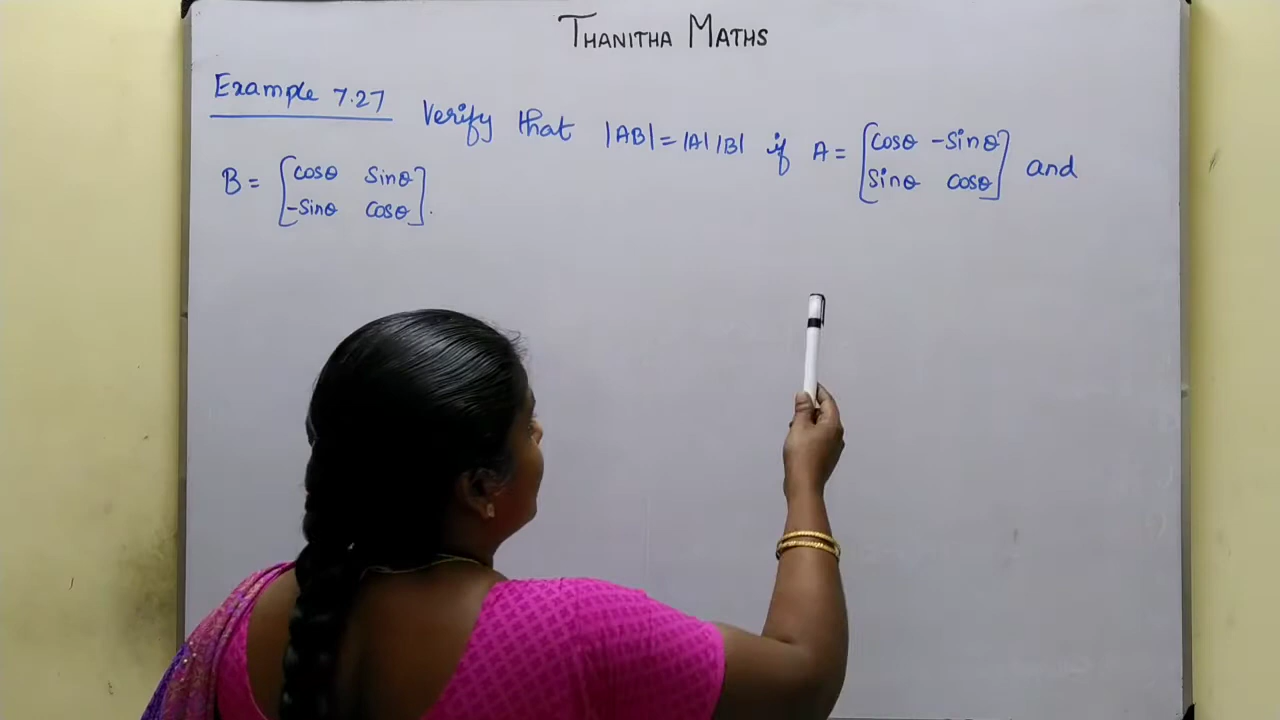 THANITHA MATHS
Example 7.27 Verify that |AB| = |A| |B| if A = [cosθ -Sinθ
Sinθ cosθ] and
B = [cosθ Sinθ
-Sinθ cosθ].